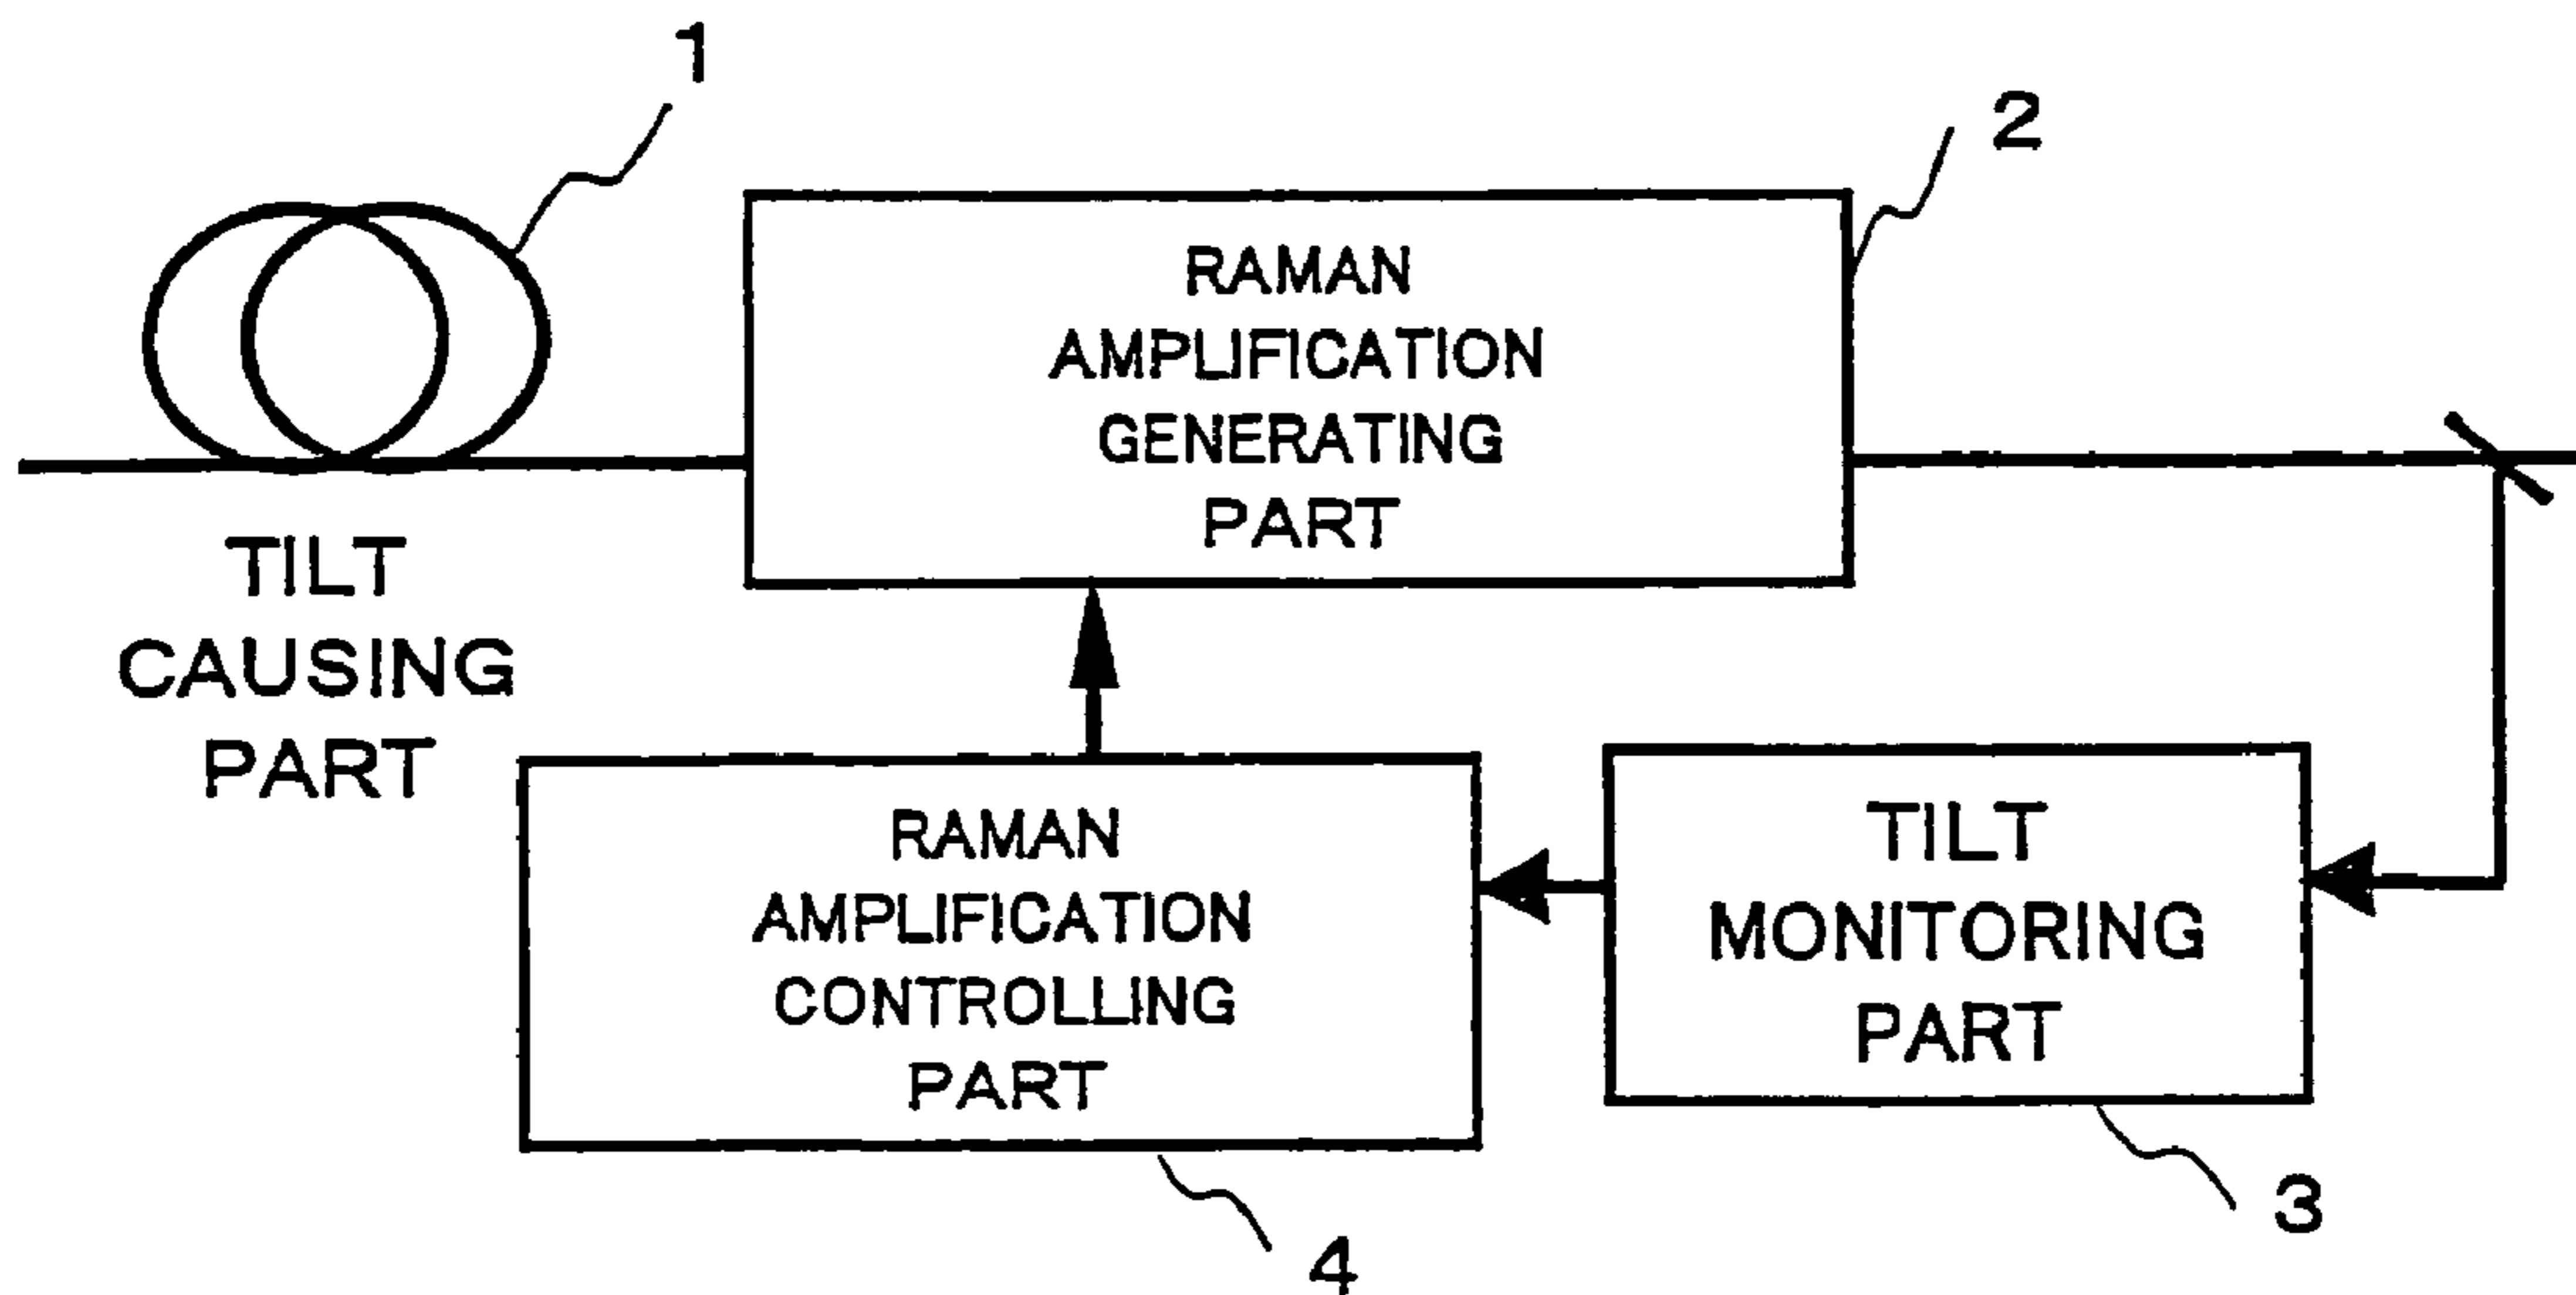 1
2
RAMAN
AMPLIFICATION
GENERATING
PART
TILT
CAUSING
PART
RAMAN
AMPLIFICATION
CONTROLLING
PART
TILT
MONITORING
PART
3
4